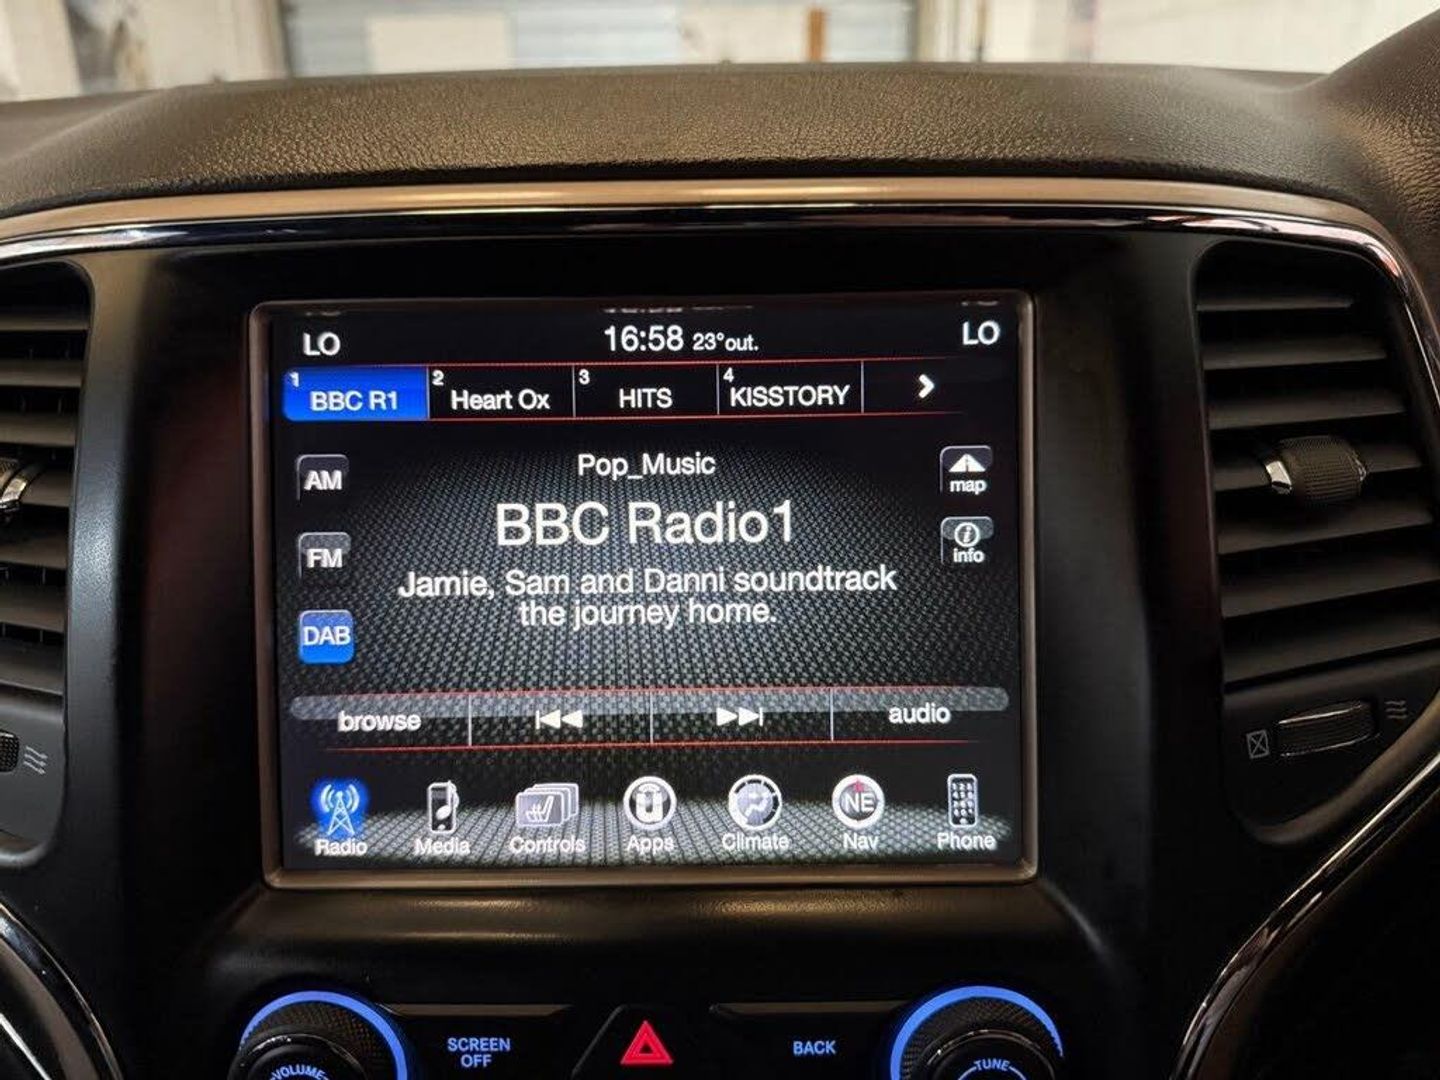 LO 16:58 23°out. LO
1 BBC R1 2 Heart Ox 3 HITS 4 KISSTORY
Pop_Music
AM
map
BBC Radio1
FM
info
Jamie, Sam and Danni soundtrack
the journey home.
DAB
browse audio
Radio Media Controls Apps Climate NE Nav Phone
SCREEN
OFF
BACK
VOLUME
TUNE